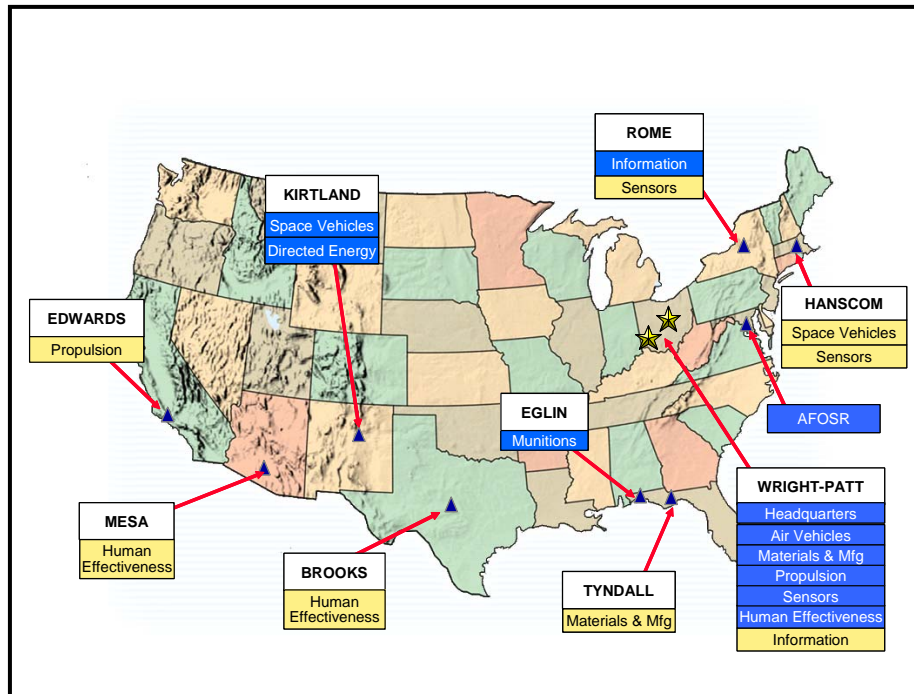 ROME
Information
Sensors
KIRTLAND
Space Vehicles
Directed Energy
HANSCOM
Space Vehicles
Sensors
EDWARDS
Propulsion
AFOSR
EGLIN
Munitions
WRIGHT-PATT
Headquarters
Air Vehicles
Materials & Mfg
Propulsion
Sensors
Human Effectiveness
Information
MESA
Human
Effectiveness
BROOKS
Human
Effectiveness
TYNDALL
Materials & Mfg